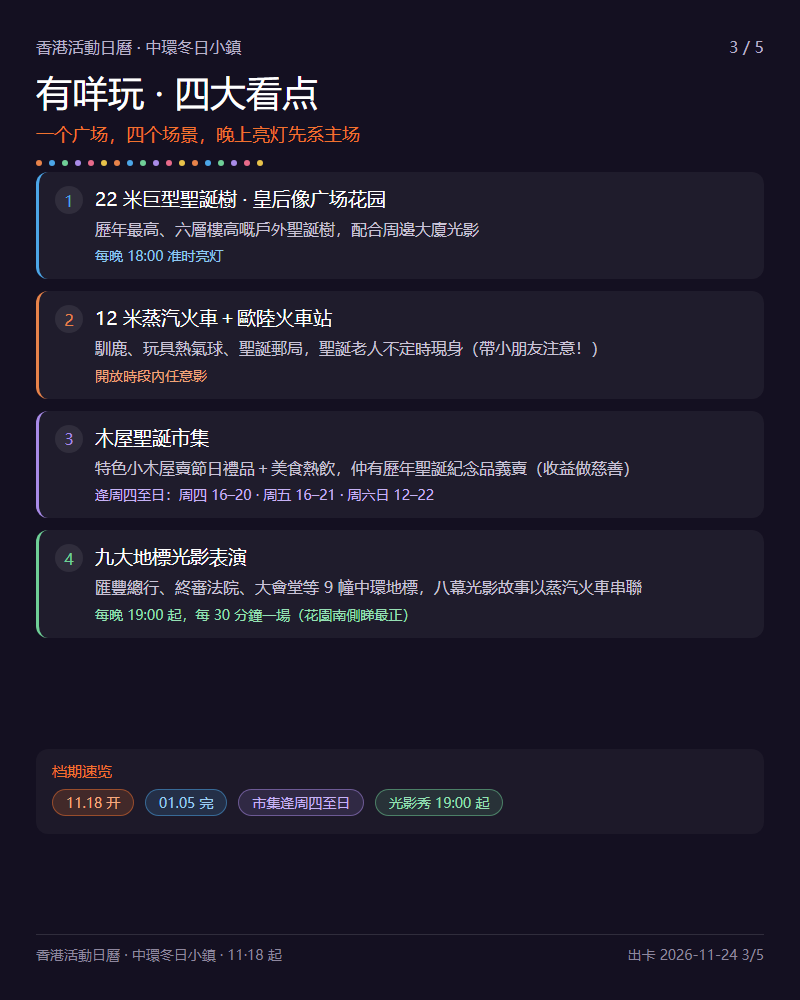 香港活動日曆 · 中環冬日小鎮
3 / 5
有咩玩 · 四大看点
一个广场，四个场景，晚上亮灯先系主场
1
22 米巨型聖誕樹 · 皇后像广场花园
歷年最高、六層樓高嘅戶外聖誕樹，配合周邊大廈光影
每晚 18:00 准时亮灯
2
12 米蒸汽火車 + 歐陸火車站
馴鹿、玩具熱氣球、聖誕郵局，聖誕老人不定時現身（帶小朋友注意！）
開放時段内任意影
3
木屋聖誕市集
特色小木屋賣節日禮品 + 美食熱飲，仲有歷年聖誕紀念品義賣（收益做慈善）
逢周四至日：周四 16–20 · 周五 16–21 · 周六日 12–22
4
九大地標光影表演
匯豐總行、終審法院、大會堂等 9 幢中環地標，八幕光影故事以蒸汽火車串聯
每晚 19:00 起，每 30 分鐘一場（花園南側睇最正）
档期速览
11.18 开
01.05 完
市集逢周四至日
光影秀 19:00 起
香港活動日曆 · 中環冬日小鎮 · 11·18 起
出卡 2026-11-24 3/5